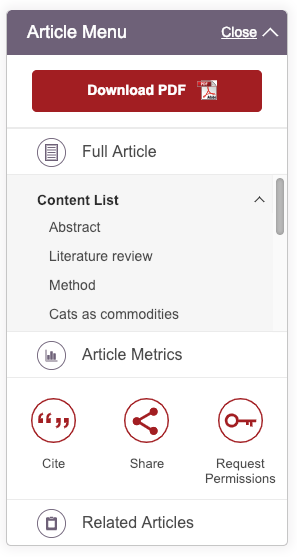 Article Menu Close
Download PDF
Full Article
Content List
Abstract
Literature review
Method
Cats as commodities
Article Metrics
Cite Share Request
Permissions
Related Articles